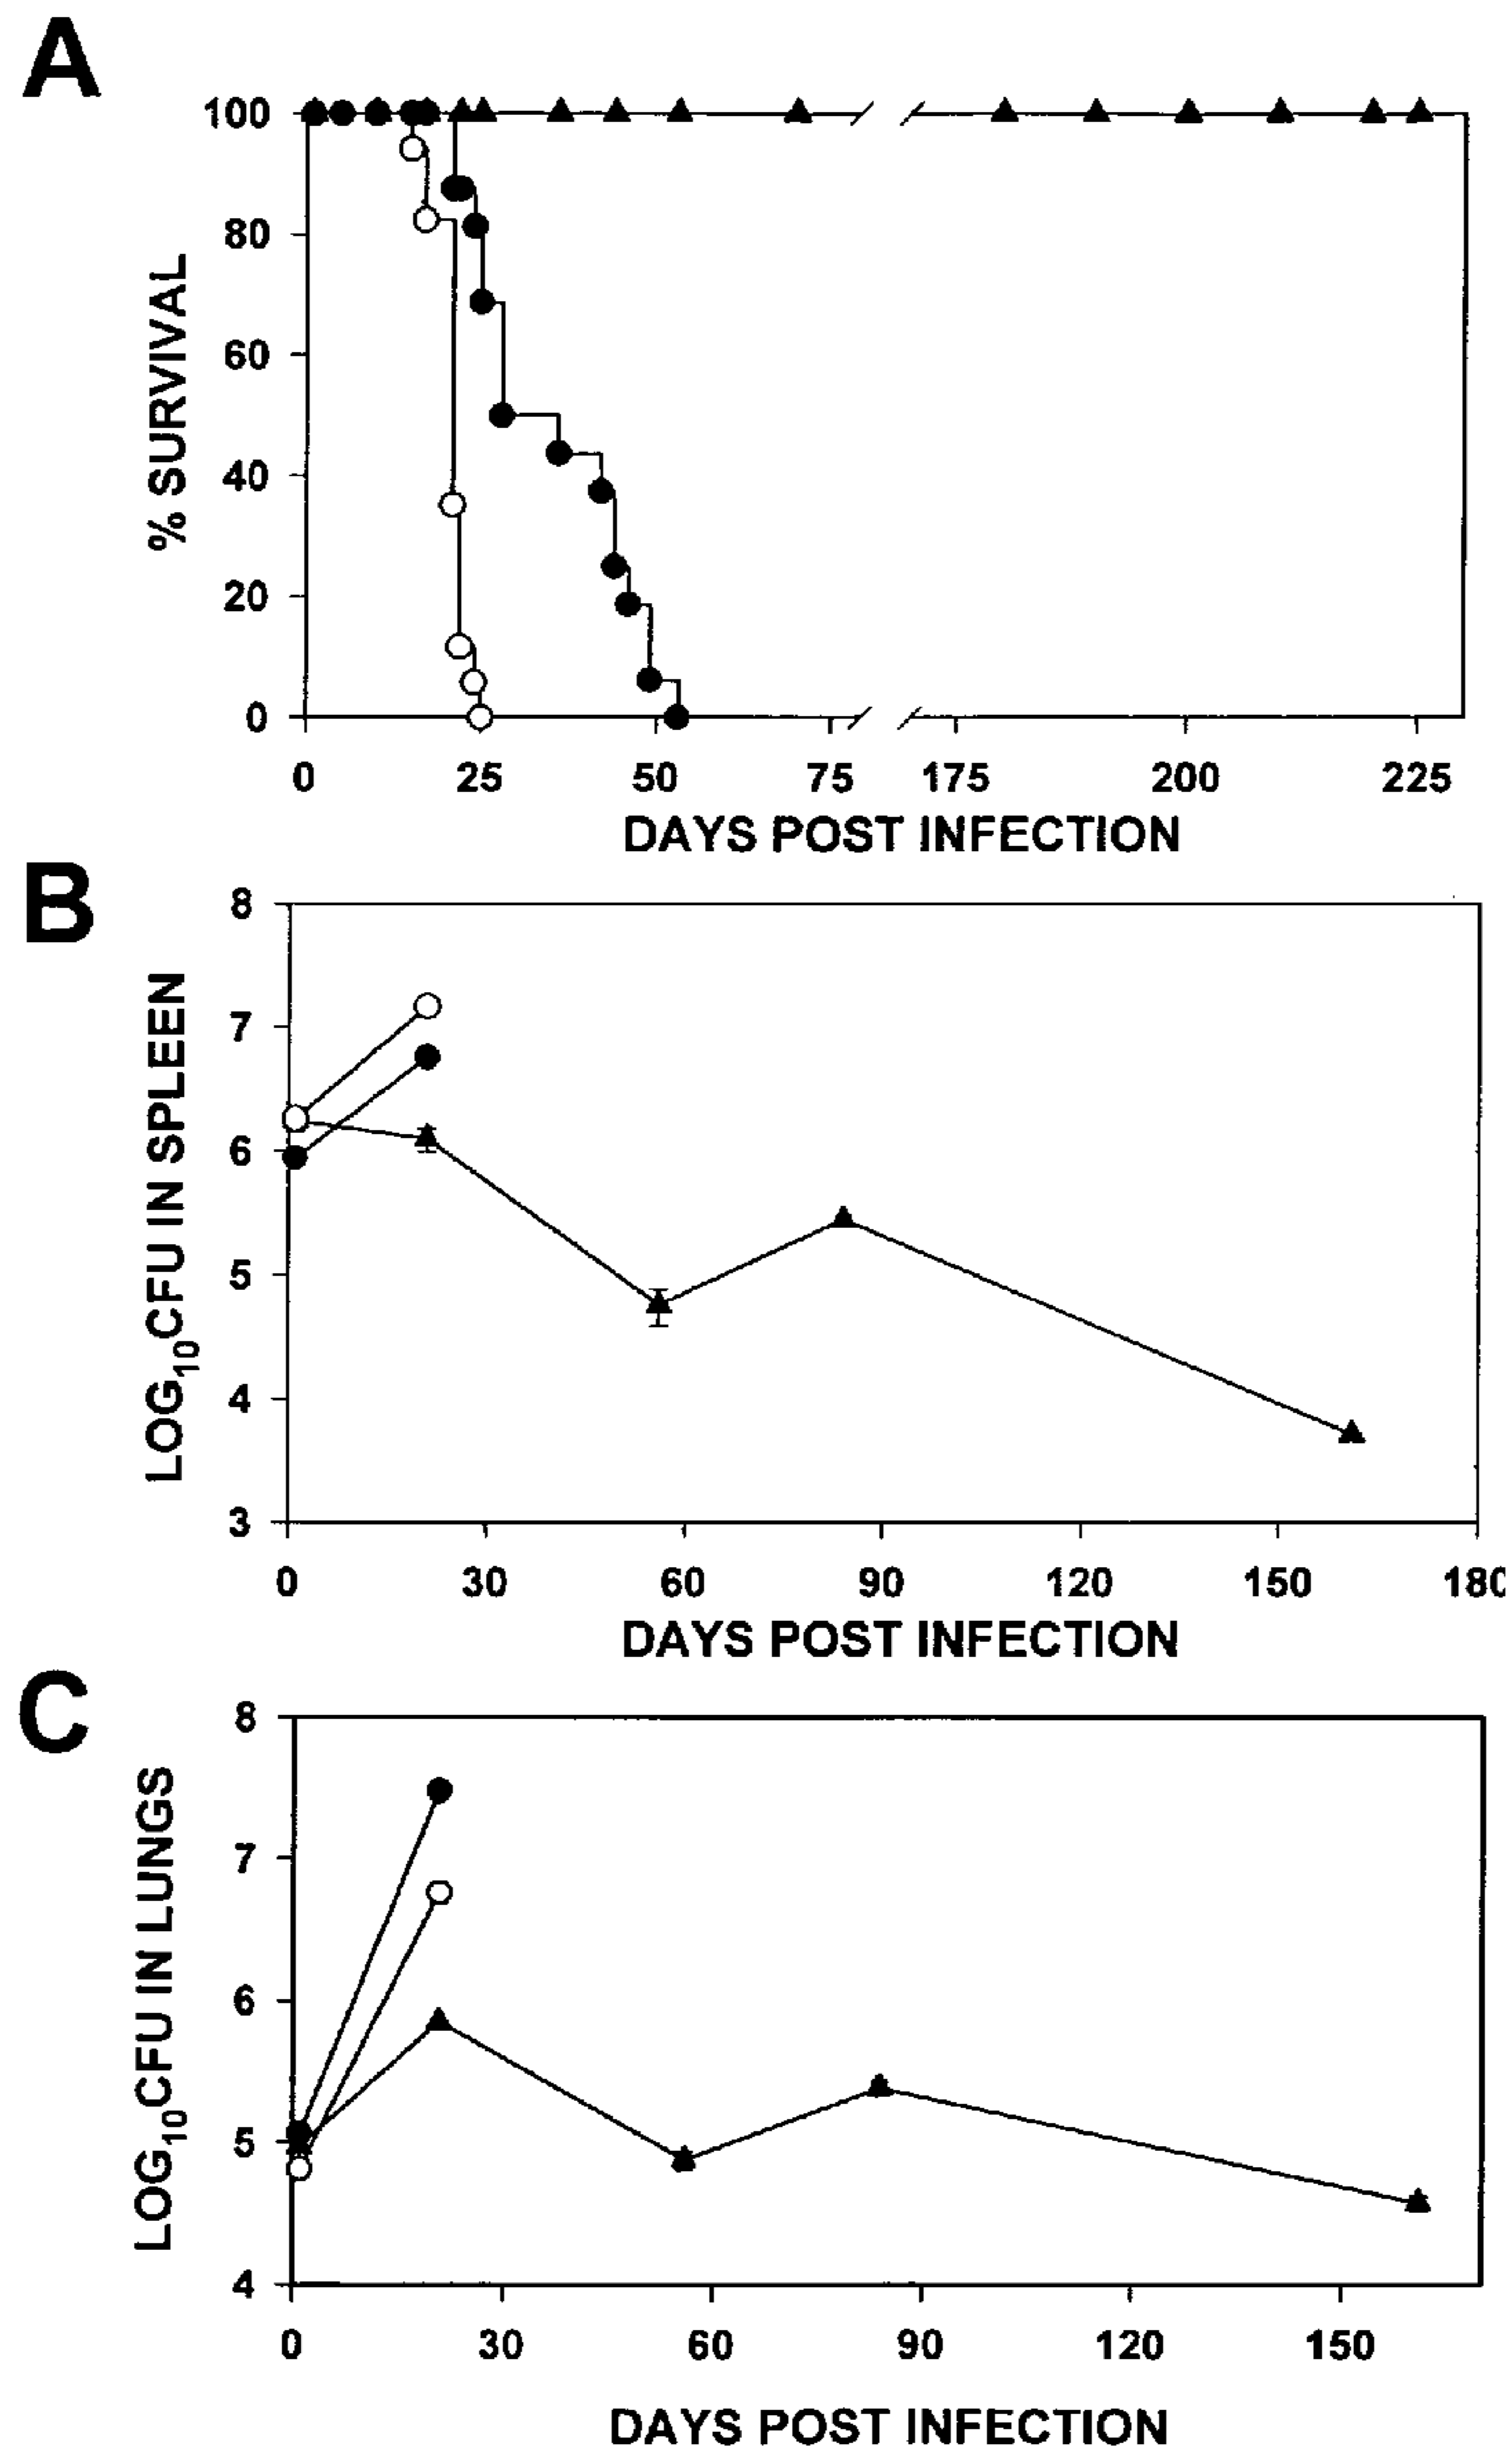 A
100
80
60
40
20
0
% SURVIVAL
0 25 50 75 175 200 225
DAYS POST INFECTION
B
8
7
6
5
4
3
LOG10CFU IN SPLEEN
0 30 60 90 120 150 180
DAYS POST INFECTION
C
8
7
6
5
4
LOG10CFU IN LUNGS
0 30 60 90 120 150
DAYS POST INFECTION